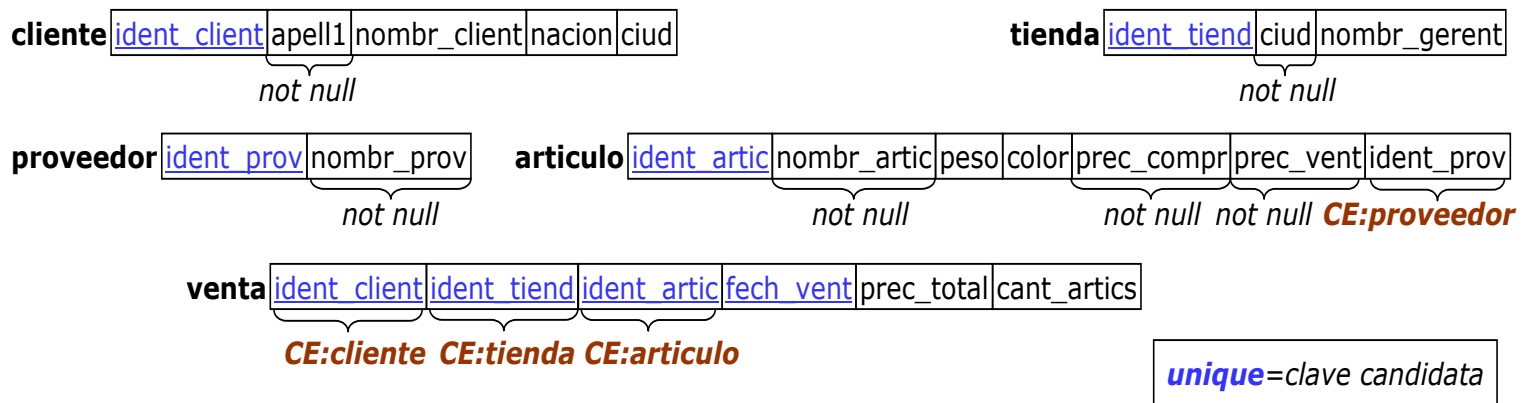 cliente ident_client apell1 nombr_client nacion ciud tienda ident_tiend ciud nombr_gerent
not null not null
proveedor ident_prov nombr_prov articulo ident_artic nombr_artic peso color prec_compr prec_vent ident_prov
not null not null not null not null CE:proveedor
venta ident_client ident_tiend ident_artic fech_vent prec_total cant_artics
CE:cliente CE:tienda CE:articulo
unique=clave candidata